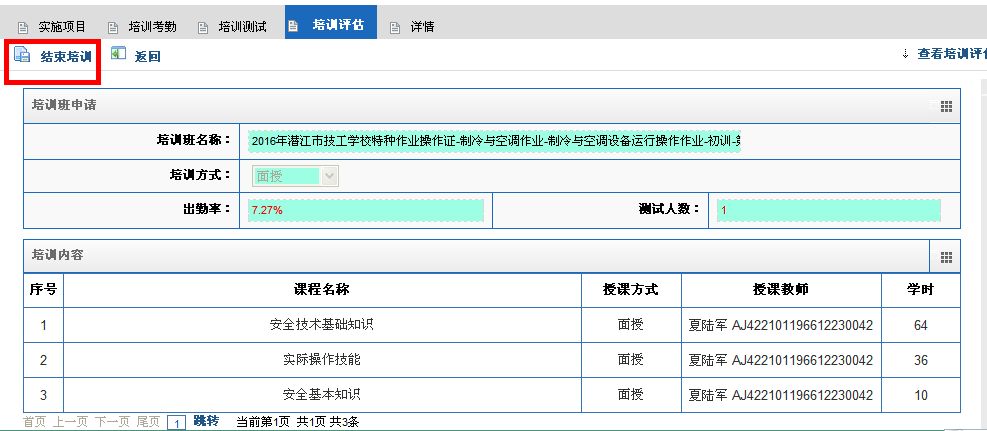 实施项目 培训考勤 培训测试 培训评估 详情
结束培训 返回 ↓ 查看培训评
培训班申请
培训班名称： 2016年潜江市技工学校特种作业操作证-制冷与空调作业-制冷与空调设备运行操作作业-初训-
培训方式： 面授
出勤率： 7.27% 测试人数： 1
培训内容
序号 课程名称 授课方式 授课教师 学时
1 安全技术基础知识 面授 夏陆军 AJ422101196612230042 64
2 实际操作技能 面授 夏陆军 AJ422101196612230042 36
3 安全基本知识 面授 夏陆军 AJ422101196612230042 10
首页 上一页 下一页 尾页 1 跳转 当前第1页 共1页 共3条